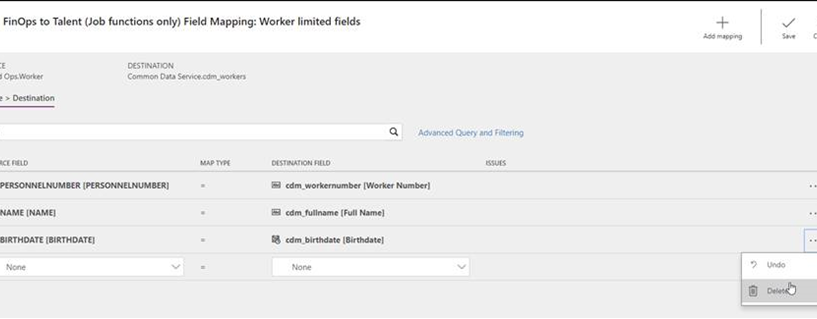 FinOps to Talent (Job functions only) Field Mapping: Worker limited fields
Add mapping
Save
DESTINATION
Ops.Worker
Common Data Service.cdm_workers
> Destination
Advanced Query and Filtering
FIELD
MAP TYPE
DESTINATION FIELD
ISSUES
PERSONNELNUMBER [PERSONNELNUMBER]
=
cdm_workernumber [Worker Number]
...
NAME [NAME]
=
cdm_fullname [Full Name]
...
BIRTHDATE [BIRTHDATE]
=
cdm_birthdate [Birthdate]
...
None
=
None
Undo
Delete